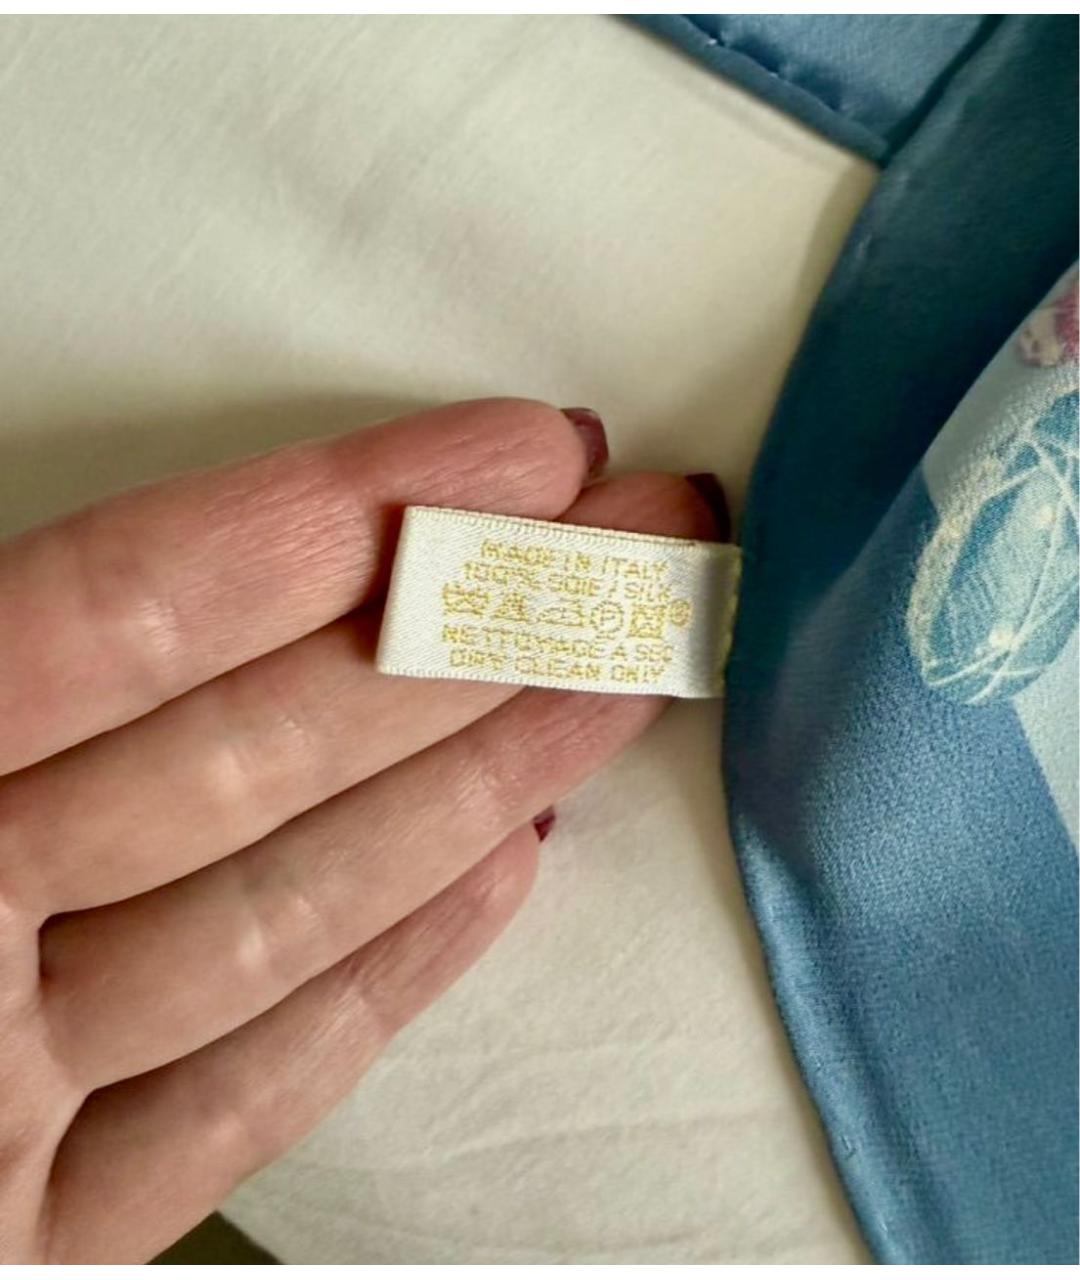 MADE IN ITALY
100% SOIE / SILK
P
NETTOYAGE A SEC
DRY CLEAN ONLY